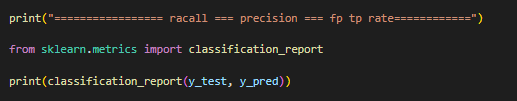 print("================= racall === precision === fp tp rate============")
from sklearn.metrics import classification_report
print(classification_report(y_test, y_pred))